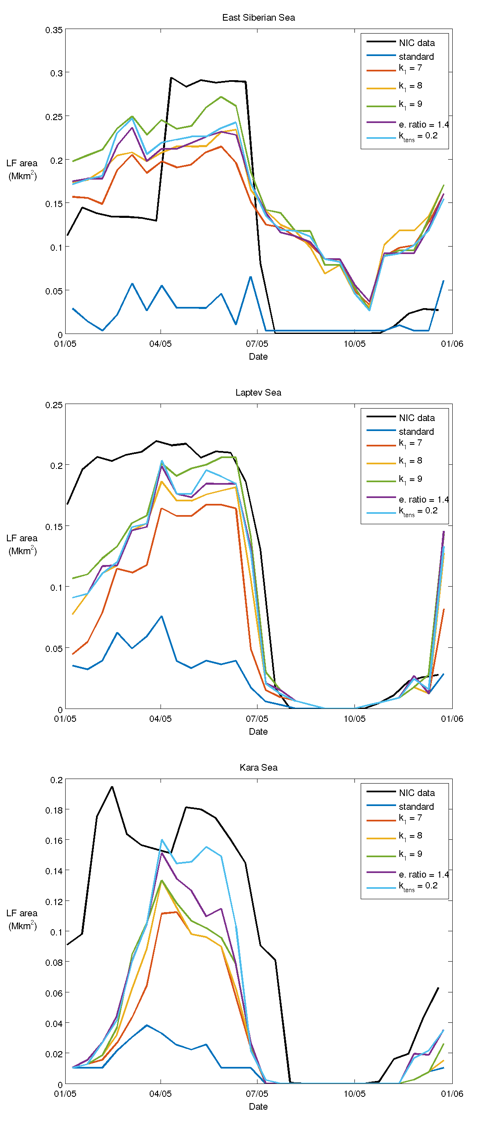 East Siberian Sea
0.35
0.3
0.25
0.2
0.15
0.1
0.05
0
LF area
(Mkm²)
NIC data
standard
k₁ = 7
k₁ = 8
k₁ = 9
e. ratio = 1.4
kₜₑₙₛ = 0.2
01/05
04/05
07/05
10/05
01/06
Date
Laptev Sea
0.25
0.2
0.15
0.1
0.05
0
LF area
(Mkm²)
NIC data
standard
k₁ = 7
k₁ = 8
k₁ = 9
e. ratio = 1.4
kₜₑₙₛ = 0.2
01/05
04/05
07/05
10/05
01/06
Date
Kara Sea
0.2
0.18
0.16
0.14
0.12
0.1
0.08
0.06
0.04
0.02
0
LF area
(Mkm²)
NIC data
standard
k₁ = 7
k₁ = 8
k₁ = 9
e. ratio = 1.4
kₜₑₙₛ = 0.2
01/05
04/05
07/05
10/05
01/06
Date